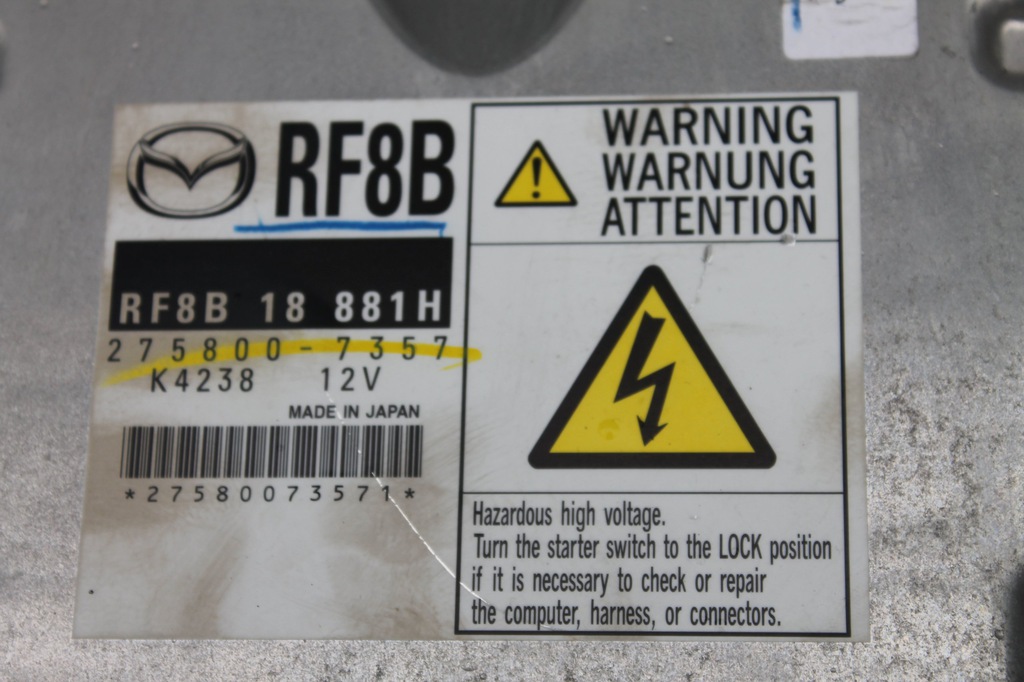 RF8B
RF8B 18 881H
275800-7357
K4238 12V
MADE IN JAPAN
*27580073571*
WARNING
WARNUNG
ATTENTION
Hazardous high voltage.
Turn the starter switch to the LOCK position
if it is necessary to check or repair
the computer, harness, or connectors.